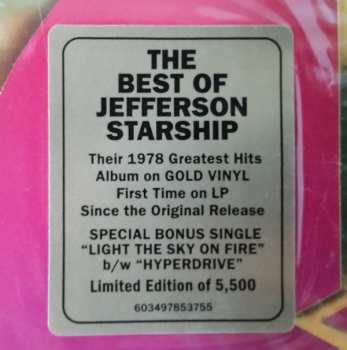 THE
BEST OF
JEFFERSON
STARSHIP
Their 1978 Greatest Hits
Album on GOLD VINYL
First Time on LP
Since the Original Release
SPECIAL BONUS SINGLE
“LIGHT THE SKY ON FIRE”
b/w “HYPERDRIVE”
Limited Edition of 5,500
603497853755